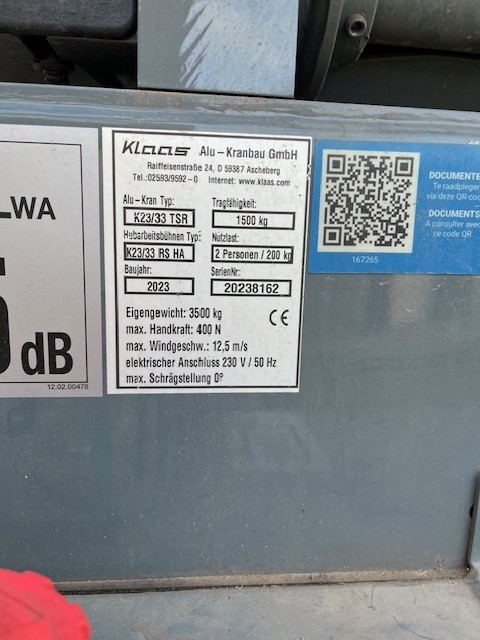 LWA
dB
12.02.00478
Klaas Alu – Kranbau GmbH
Raiffeisenstraße 24, D 59387 Ascheberg
Tel.:02593/9592–0 Internet: www.klaas.com
Alu – Kran Typ: Tragfähigkeit:
K23/33 TSR 1500 kg
Hubarbeitsbühnen Typ: Nutzlast:
K23/33 RS HA 2 Personen / 200 kg
Baujahr: SerienNr:
2023 20238162
Eigengewicht: 3500 kg
max. Handkraft: 400 N
CE
max. Windgeschw.: 12,5 m/s
elektrischer Anschluss 230 V / 50 Hz
max. Schrägstellung 0º
DOCUMENTE
Te raadpleger
via deze QR-coo
DOCUMENTS
A consulter avec
ce code QR
167265